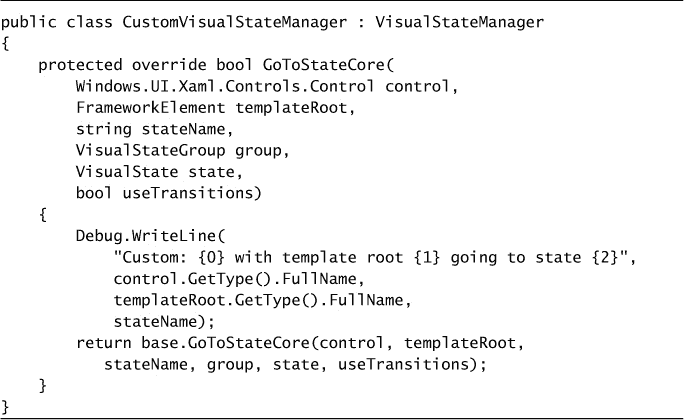 public class CustomVisualStateManager : VisualStateManager
{
    protected override bool GoToStateCore(
        Windows.UI.Xaml.Controls.Control control,
        FrameworkElement templateRoot,
        string stateName,
        VisualStateGroup group,
        VisualState state,
        bool useTransitions)
    {
        Debug.WriteLine(
            "Custom: {0} with template root {1} going to state {2}",
            control.GetType().FullName,
            templateRoot.GetType().FullName,
            stateName);
        return base.GoToStateCore(control, templateRoot,
           stateName, group, state, useTransitions);
    }
}